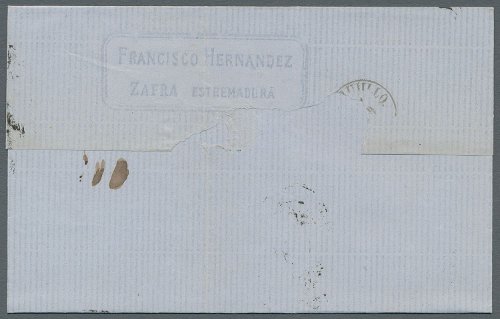 FRANCISCO HERNANDEZ
ZAFRA ESTREMADURA